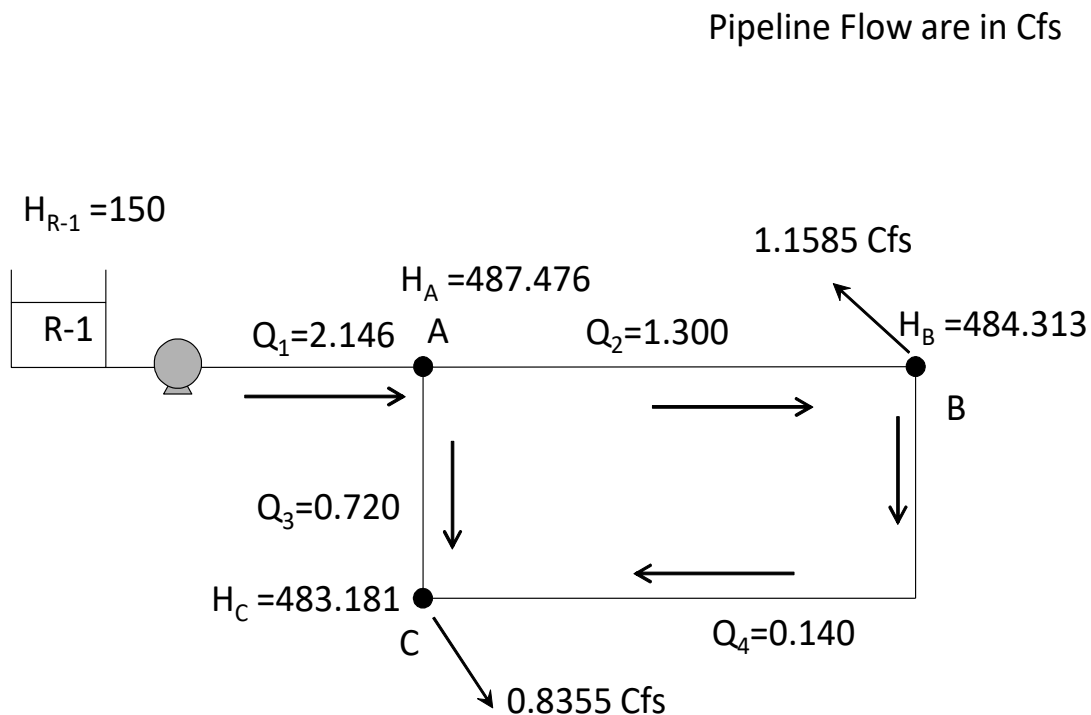 Pipeline Flow are in Cfs
H_R-1 =150
1.1585 Cfs
H_A =487.476
R-1
Q_1=2.146
A
Q_2=1.300
H_B =484.313
B
Q_3=0.720
H_C =483.181
C
Q_4=0.140
0.8355 Cfs